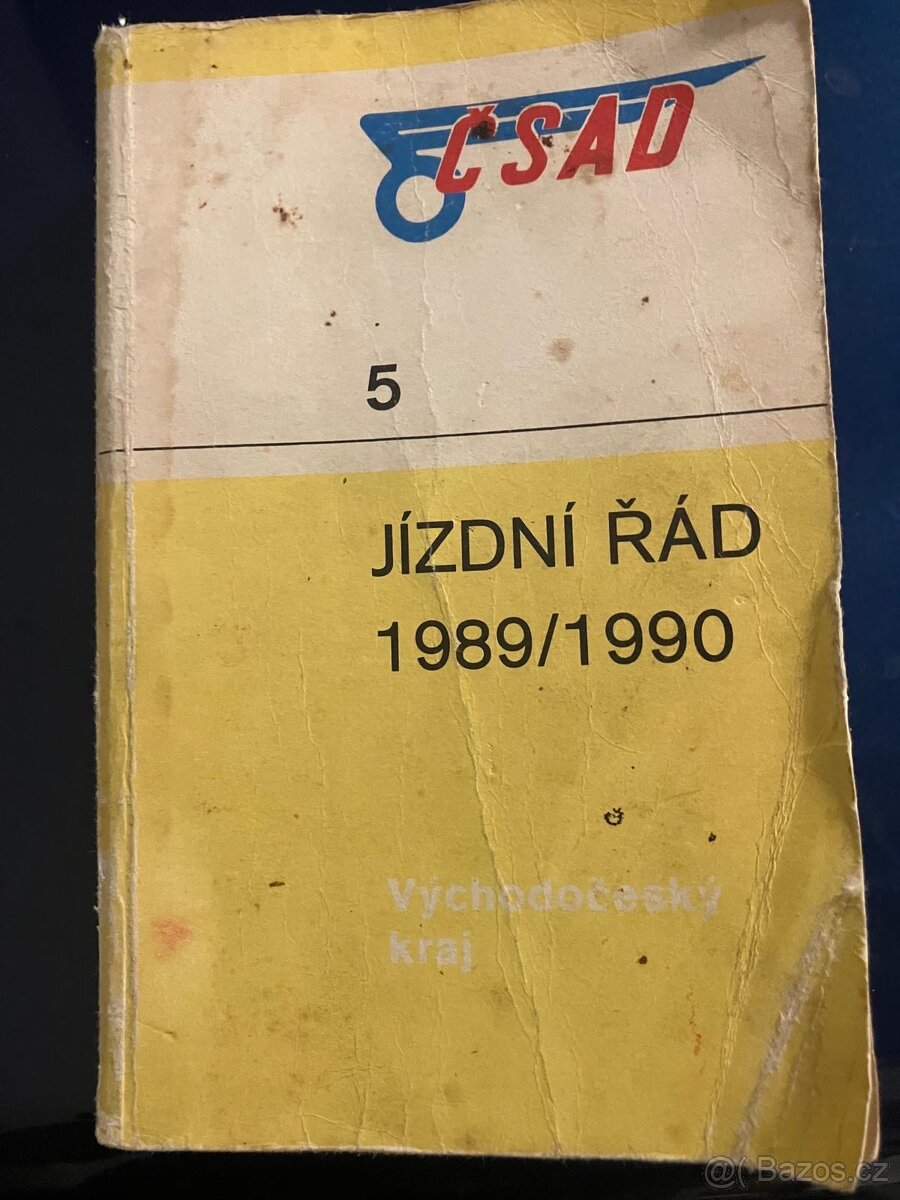 ČSAD
5
JÍZDNÍ ŘÁD
1989/1990
Východočeský
kraj
@( Bazos.cz